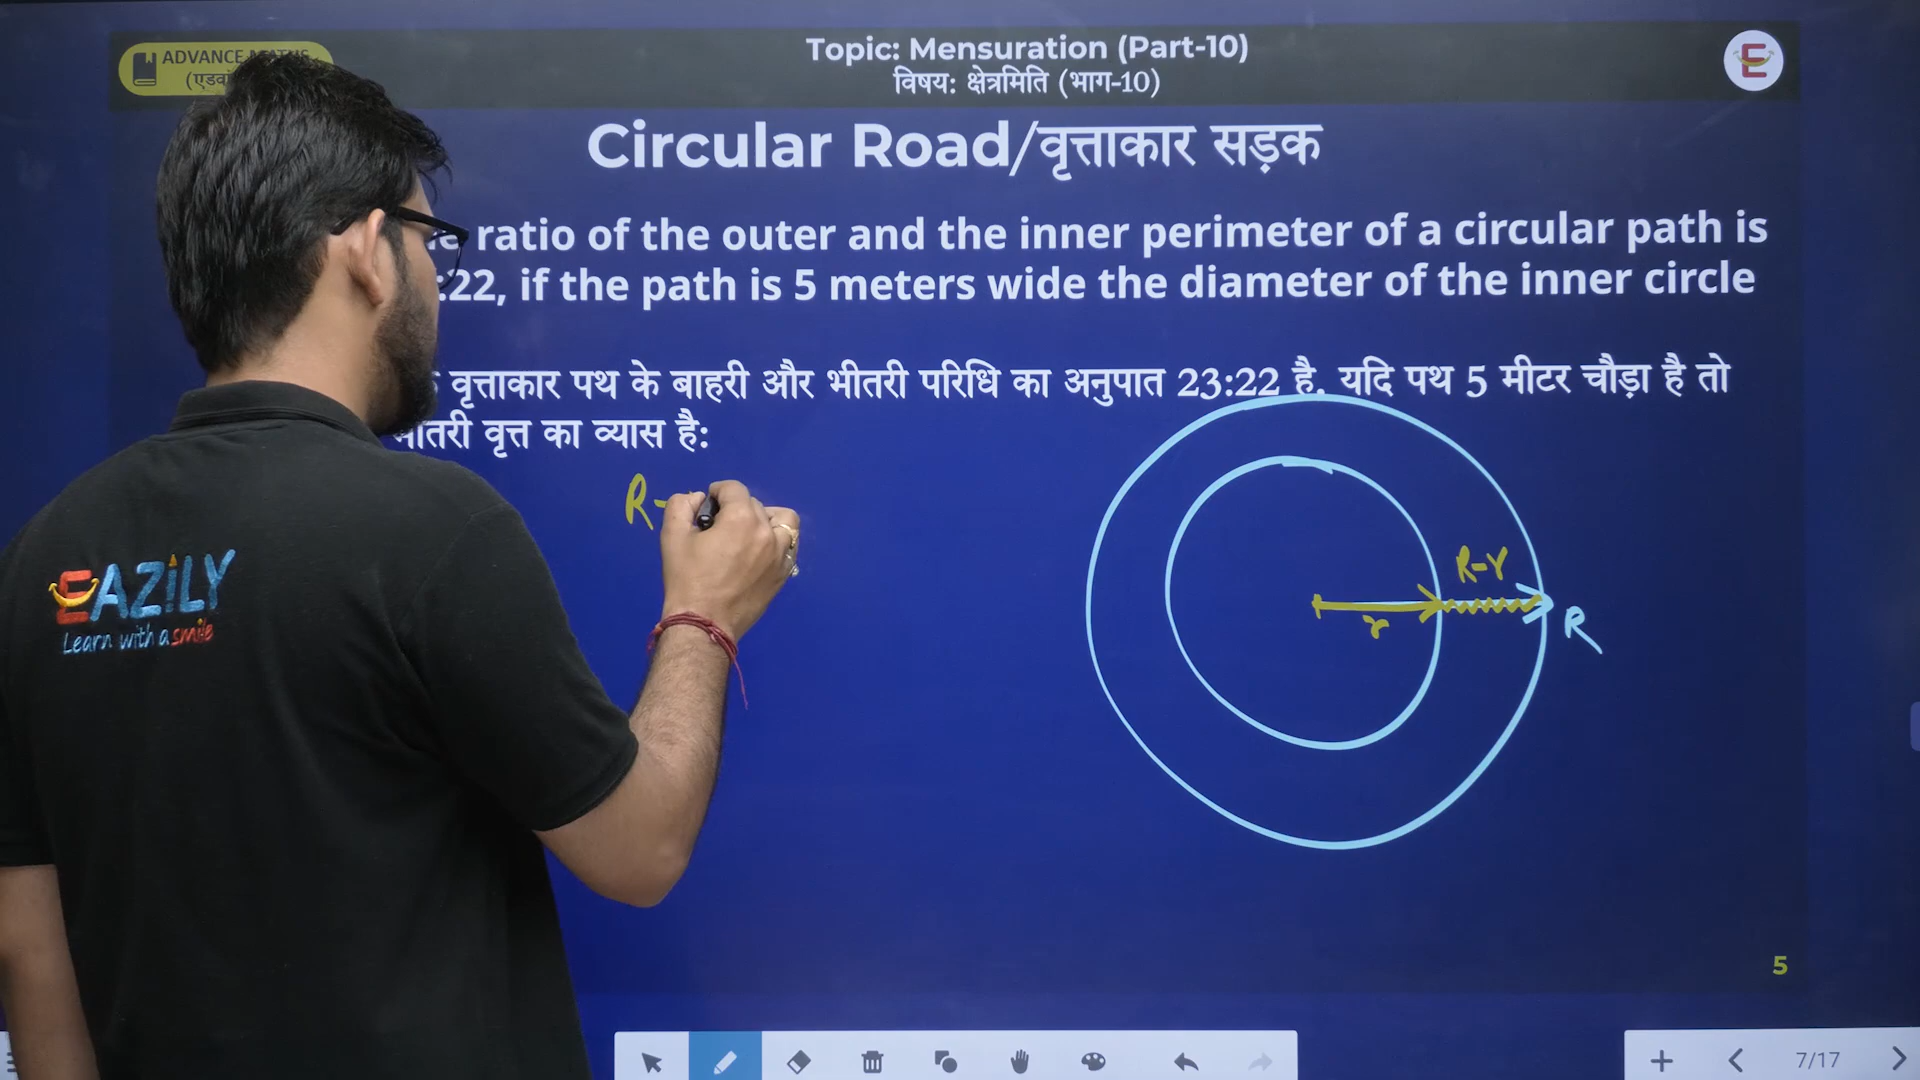 ADVANCE MATHS
Topic: Mensuration (Part-10)
विषय: क्षेत्रमिति (भाग-10)
E
Circular Road/वृत्ताकार सड़क
ratio of the outer and the inner perimeter of a circular path is
:22, if the path is 5 meters wide the diameter of the inner circle
वृत्ताकार पथ के बाहरी और भीतरी परिधि का अनुपात 23:22 है. यदि पथ 5 मीटर चौड़ा है तो
भीतरी वृत्त का व्यास है:
R-
R-r
r
R
EAZILY
Learn with a smile
5
7/17